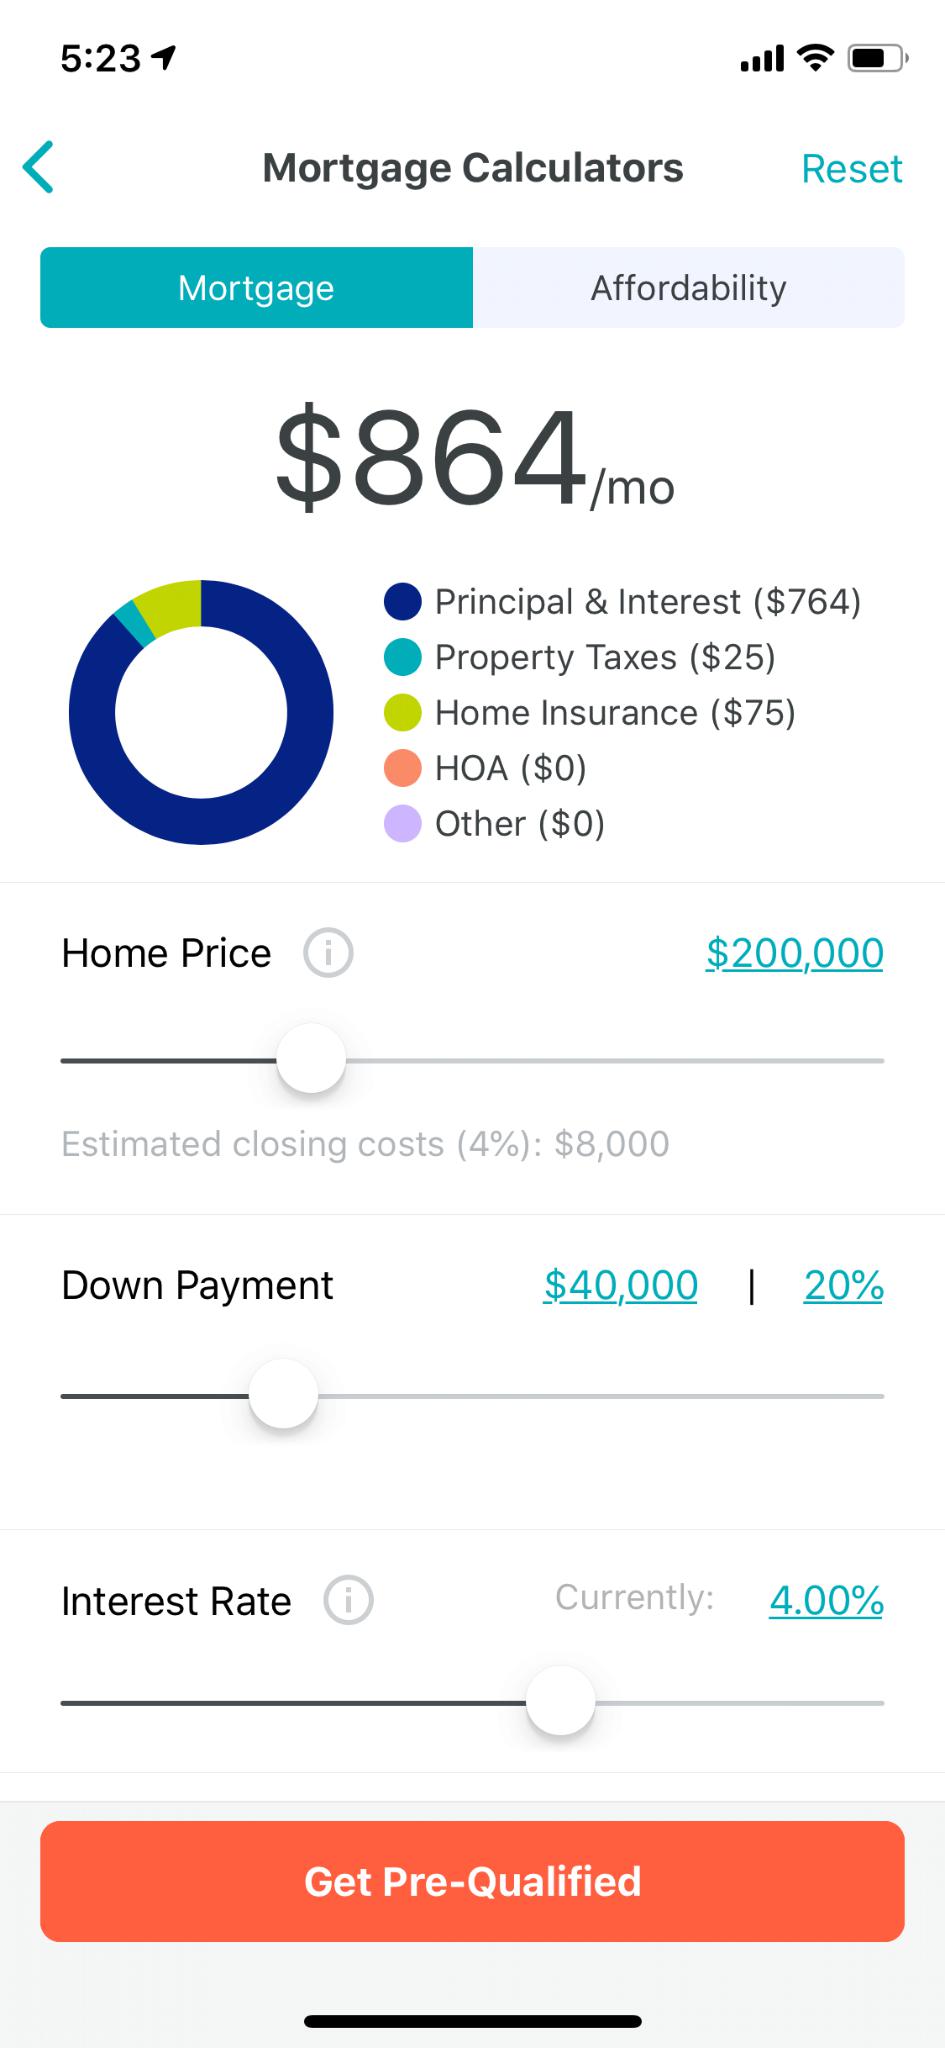 5:23
Mortgage Calculators Reset
Mortgage Affordability
$864/mo
Principal & Interest ($764)
Property Taxes ($25)
Home Insurance ($75)
HOA ($0)
Other ($0)
Home Price i $200,000
Estimated closing costs (4%): $8,000
Down Payment $40,000 | 20%
Interest Rate i Currently: 4.00%
Get Pre-Qualified